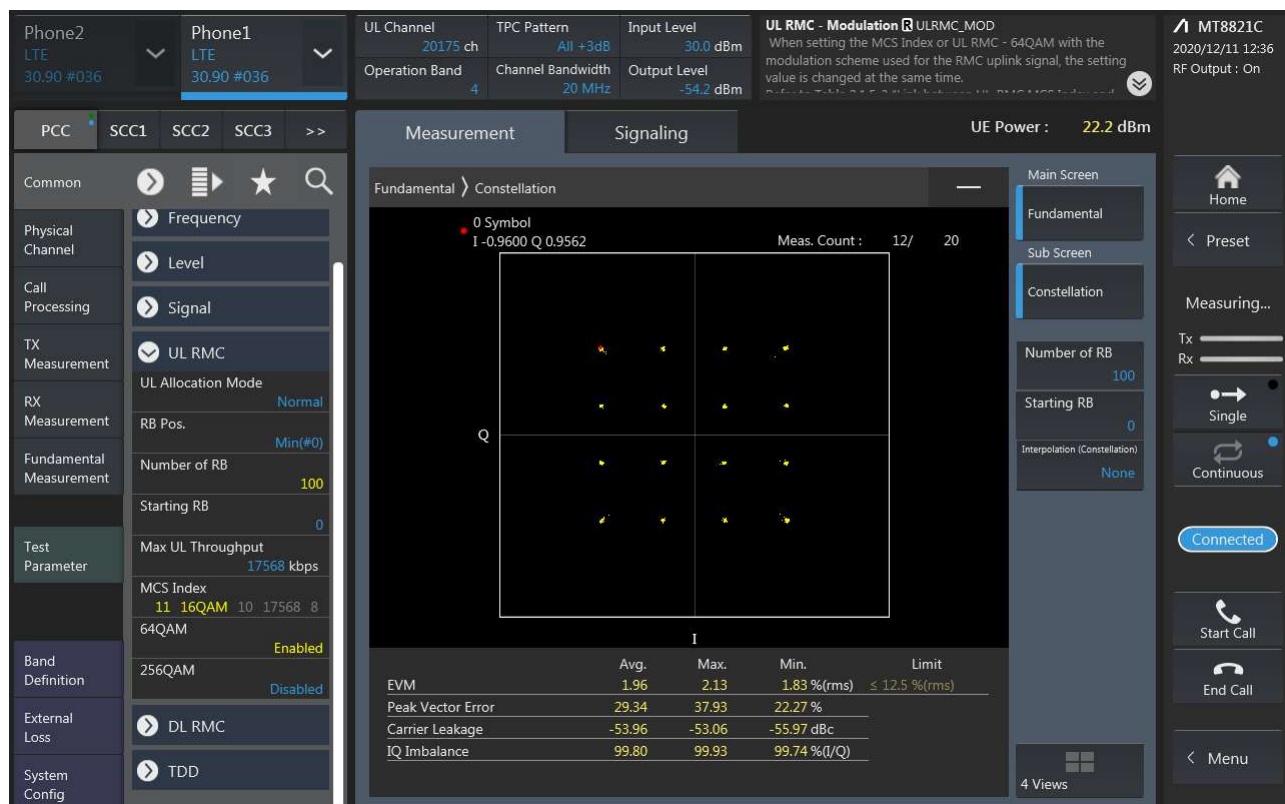 Phone2
LTE
30.90 #036
Phone1
LTE
30.90 #036
UL Channel
20175 ch
TPC Pattern
All +3dB
Input Level
30.0 dBm
Operation Band
4
Channel Bandwidth
20 MHz
Output Level
-54.2 dBm
UL RMC - Modulation R ULRMC_MOD
When setting the MCS Index or UL RMC - 64QAM with the
modulation scheme used for the RMC uplink signal, the setting
value is changed at the same time.
MT8821C
2020/12/11 12:36
RF Output : On
PCC SCC1 SCC2 SCC3 >>
Measurement
Signaling
UE Power : 22.2 dBm
Common
Physical
Channel
Call
Processing
TX
Measurement
RX
Measurement
Fundamental
Measurement
Test
Parameter
Band
Definition
External
Loss
System
Config
Frequency
Level
Signal
UL RMC
UL Allocation Mode
Normal
RB Pos.
Min(#0)
Number of RB
100
Starting RB
0
Max UL Throughput
17568 kbps
MCS Index
11 16QAM 10 17568 8
64QAM
Enabled
256QAM
Disabled
DL RMC
TDD
Fundamental 〉 Constellation
0 Symbol
I -0.9600 Q 0.9562
Meas. Count : 12/ 20
Q
I
Avg. Max. Min. Limit
EVM 1.96 2.13 1.83 %(rms) ≤ 12.5 %(rms)
Peak Vector Error 29.34 37.93 22.27 %
Carrier Leakage -53.96 -53.06 -55.97 dBc
IQ Imbalance 99.80 99.93 99.74 %(I/Q)
Main Screen
Fundamental
Sub Screen
Constellation
Number of RB
100
Starting RB
0
Interpolation (Constellation)
None
4 Views
Home
< Preset
Measuring...
Tx
Rx
Single
Continuous
Connected
Start Call
End Call
< Menu